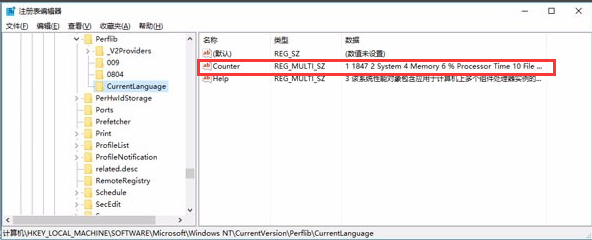 注册表编辑器
文件(F) 编辑(E) 查看(V) 收藏夹(A) 帮助(H)
Perflib
_V2Providers
009
0804
CurrentLanguage
PerHwIdStorage
Ports
Prefetcher
Print
ProfileList
ProfileNotification
related.desc
RemoteRegistry
Schedule
SecEdit
名称 类型 数据
(默认) REG_SZ (数值未设置)
Counter REG_MULTI_SZ 1 1847 2 System 4 Memory 6 % Processor Time 10 File ...
Help REG_MULTI_SZ 3 该系统性能对象包含应用于计算机上多个组件处理器实例的...
计算机\HKEY_LOCAL_MACHINE\SOFTWARE\Microsoft\Windows NT\CurrentVersion\Perflib\CurrentLanguage